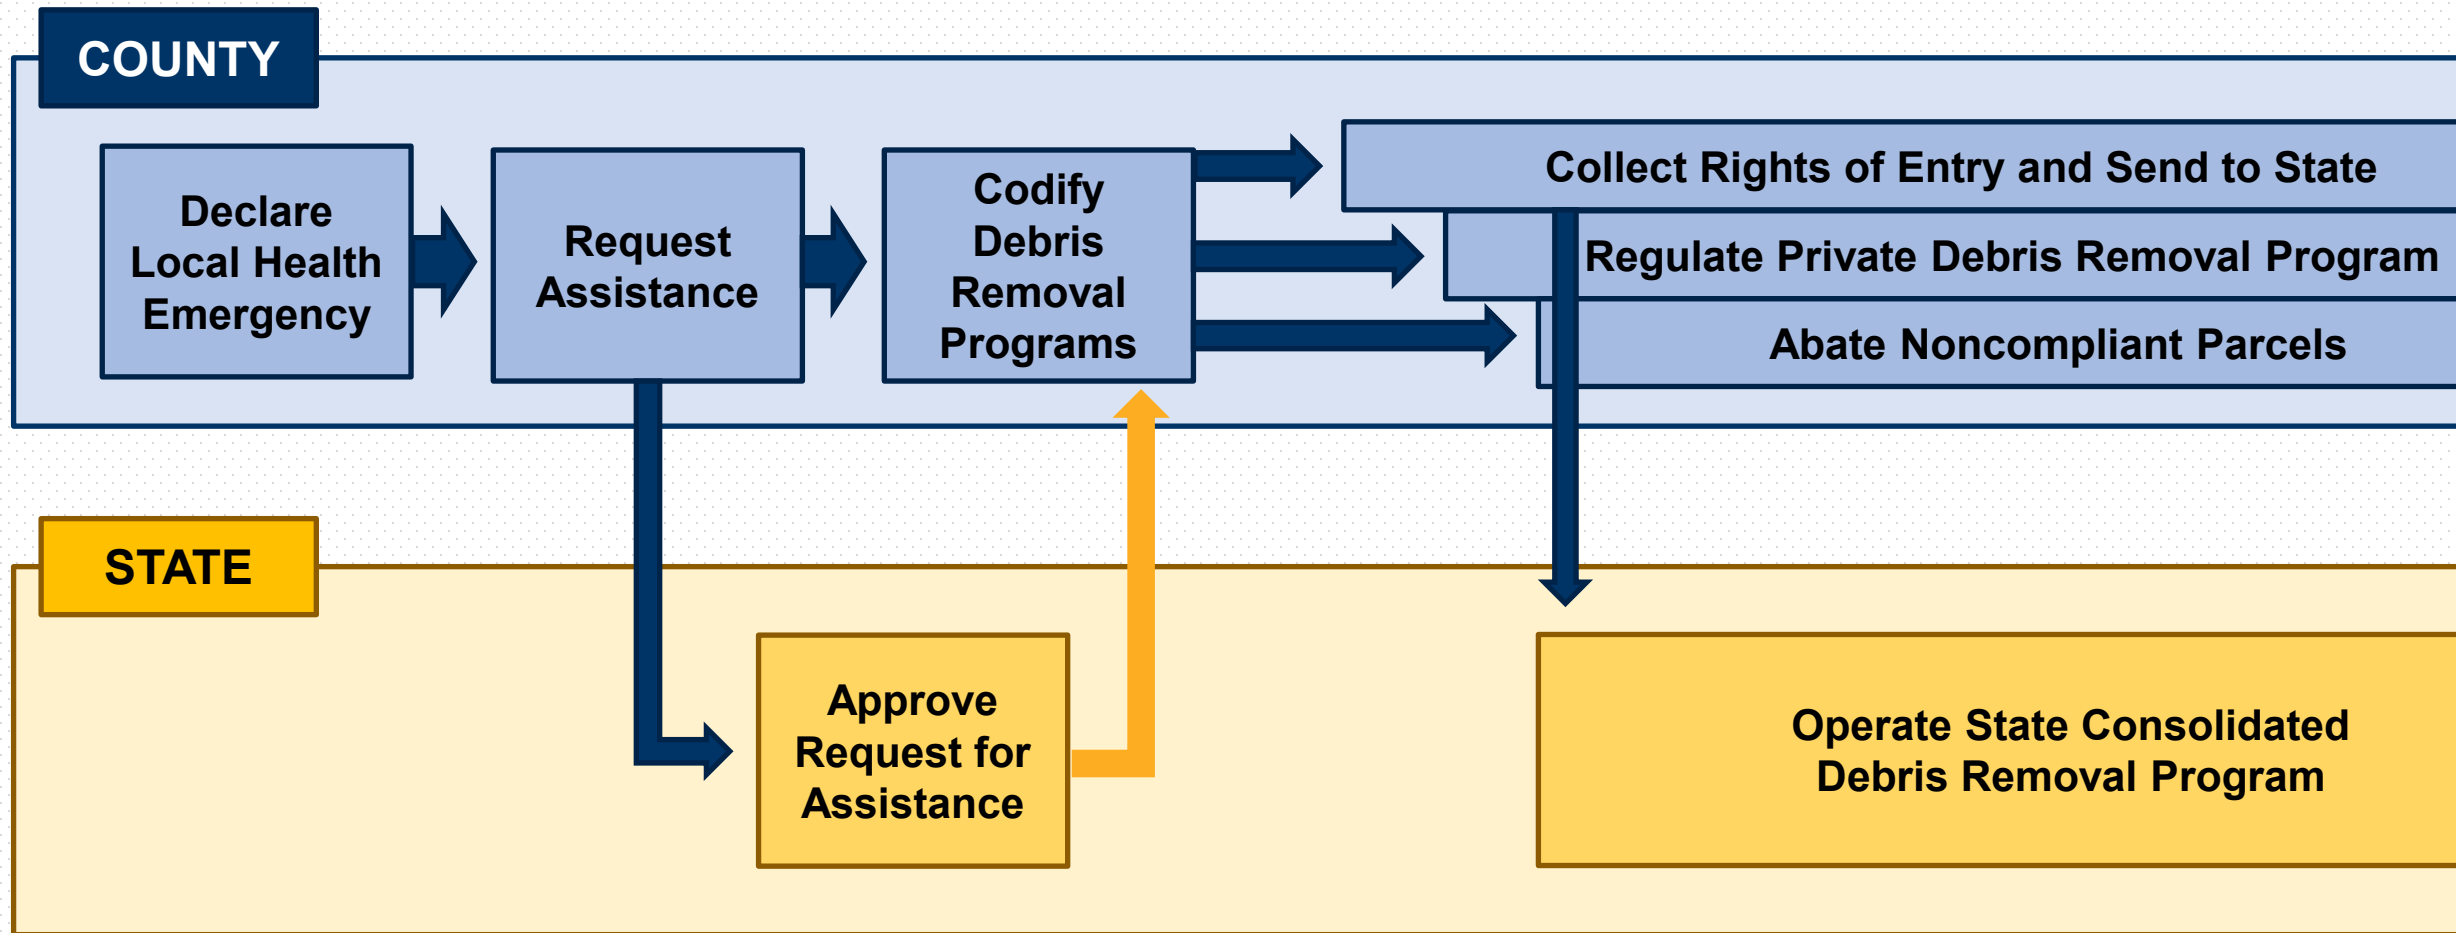 COUNTY
Declare
Local Health
Emergency
Request
Assistance
Codify
Debris
Removal
Programs
Collect Rights of Entry and Send to State
Regulate Private Debris Removal Program
Abate Noncompliant Parcels
STATE
Approve
Request for
Assistance
Operate State Consolidated
Debris Removal Program